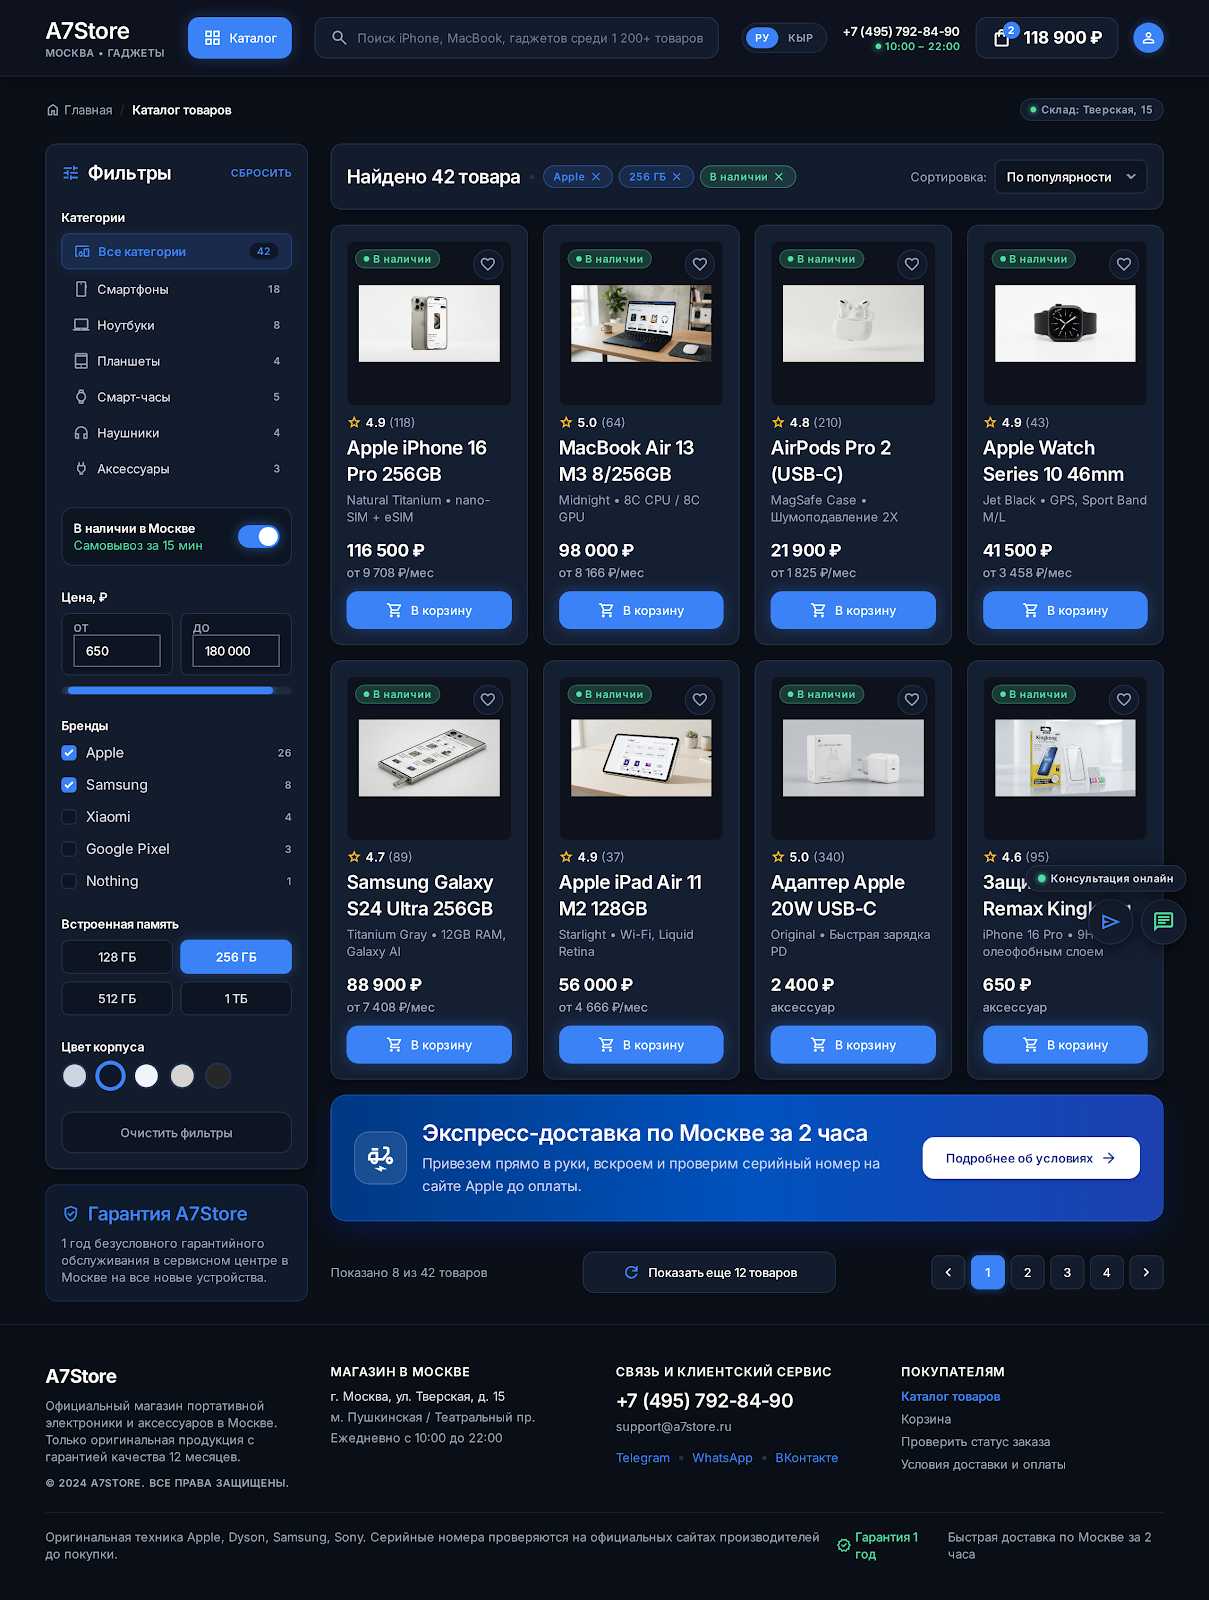 A7Store
МОСКВА • ГАДЖЕТЫ
Каталог
Поиск iPhone, MacBook, гаджетов среди 1 200+ товаров
РУ
КЫР
+7 (495) 792-84-90
10:00 – 22:00
2
118 900 ₽
Главная / Каталог товаров
Склад: Тверская, 15
Фильтры
СБРОСИТЬ
Категории
Все категории 42
Смартфоны 18
Ноутбуки 8
Планшеты 4
Смарт-часы 5
Наушники 4
Аксессуары 3
В наличии в Москве
Самовывоз за 15 мин
Цена, ₽
ОТ
650
ДО
180 000
Бренды
Apple 26
Samsung 8
Xiaomi 4
Google Pixel 3
Nothing 1
Встроенная память
128 ГБ
256 ГБ
512 ГБ
1 ТБ
Цвет корпуса
Очистить фильтры
Гарантия A7Store
1 год безусловного гарантийного
обслуживания в сервисном центре в
Москве на все новые устройства.
Найдено 42 товара • Apple × 256 ГБ × В наличии ×
Сортировка: По популярности
В наличии
4.9 (118)
Apple iPhone 16
Pro 256GB
Natural Titanium • nano-
SIM + eSIM
116 500 ₽
от 9 708 ₽/мес
В корзину
В наличии
5.0 (64)
MacBook Air 13
M3 8/256GB
Midnight • 8C CPU / 8C
GPU
98 000 ₽
от 8 166 ₽/мес
В корзину
В наличии
4.8 (210)
AirPods Pro 2
(USB-C)
MagSafe Case •
Шумоподавление 2X
21 900 ₽
от 1 825 ₽/мес
В корзину
В наличии
4.9 (43)
Apple Watch
Series 10 46mm
Jet Black • GPS, Sport Band
M/L
41 500 ₽
от 3 458 ₽/мес
В корзину
В наличии
4.7 (89)
Samsung Galaxy
S24 Ultra 256GB
Titanium Gray • 12GB RAM,
Galaxy AI
88 900 ₽
от 7 408 ₽/мес
В корзину
В наличии
4.9 (37)
Apple iPad Air 11
M2 128GB
Starlight • Wi-Fi, Liquid
Retina
56 000 ₽
от 4 666 ₽/мес
В корзину
В наличии
5.0 (340)
Адаптер Apple
20W USB-C
Original • Быстрая зарядка
PD
2 400 ₽
аксессуар
В корзину
В наличии
4.6 (95)
Remax
iPhone 16 Pro •
олеофобным слоем
650 ₽
аксессуар
В корзину
Консультация онлайн
Экспресс-доставка по Москве за 2 часа
Привезем прямо в руки, вскроем и проверим серийный номер на
сайте Apple до оплаты.
Подробнее об условиях
Показано 8 из 42 товаров
Показать еще 12 товаров
1
2
3
4
A7Store
Официальный магазин портативной
электроники и аксессуаров в Москве.
Только оригинальная продукция с
гарантией качества 12 месяцев.
© 2024 A7STORE. ВСЕ ПРАВА ЗАЩИЩЕНЫ.
МАГАЗИН В МОСКВЕ
г. Москва, ул. Тверская, д. 15
м. Пушкинская / Театральный пр.
Ежедневно с 10:00 до 22:00
СВЯЗЬ И КЛИЕНТСКИЙ СЕРВИС
+7 (495) 792-84-90
support@a7store.ru
Telegram • WhatsApp • ВКонтакте
ПОКУПАТЕЛЯМ
Каталог товаров
Корзина
Проверить статус заказа
Условия доставки и оплаты
Оригинальная техника Apple, Dyson, Samsung, Sony. Серийные номера проверяются на официальных сайтах производителей
до покупки.
Гарантия 1
год
Быстрая доставка по Москве за 2
часа